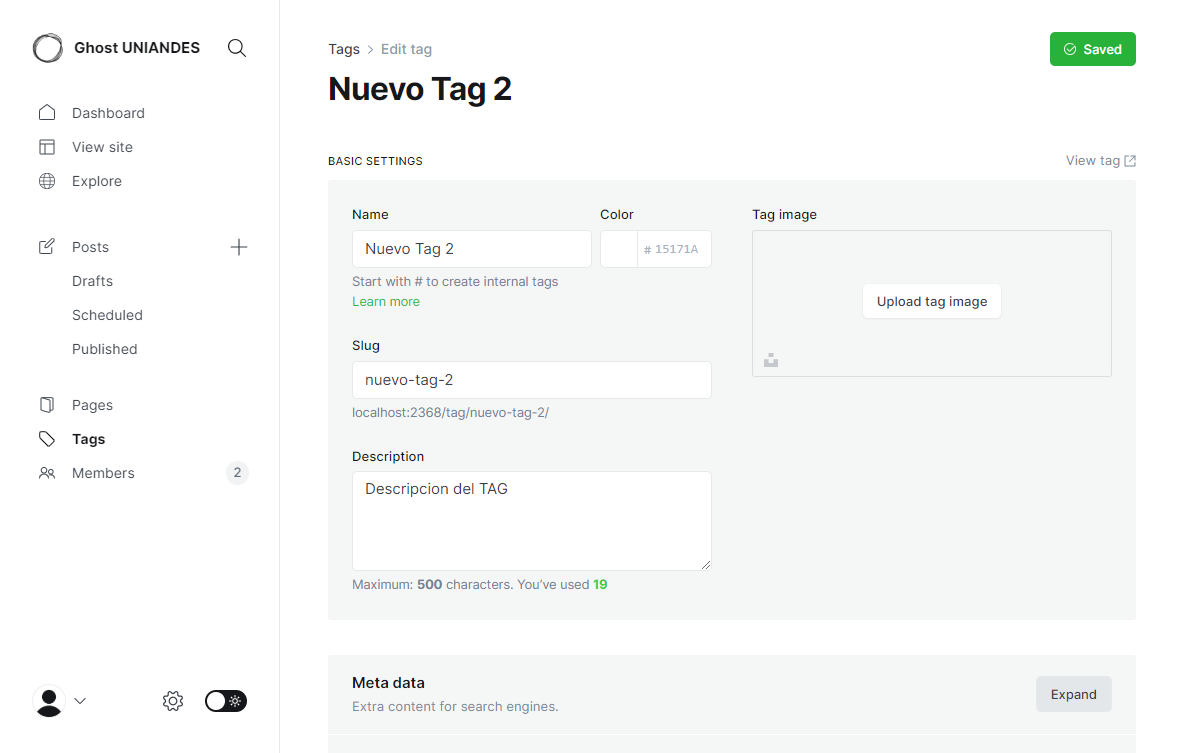 Ghost UNIANDES
Dashboard
View site
Explore
Posts
Drafts
Scheduled
Published
Pages
Tags
Members 2
Tags > Edit tag
Saved
Nuevo Tag 2
BASIC SETTINGS
View tag
Name
Nuevo Tag 2
Start with # to create internal tags
Learn more
Color
# 15171A
Slug
nuevo-tag-2
localhost:2368/tag/nuevo-tag-2/
Description
Descripcion del TAG
Maximum: 500 characters. You’ve used 19
Tag image
Upload tag image
Meta data
Extra content for search engines.
Expand